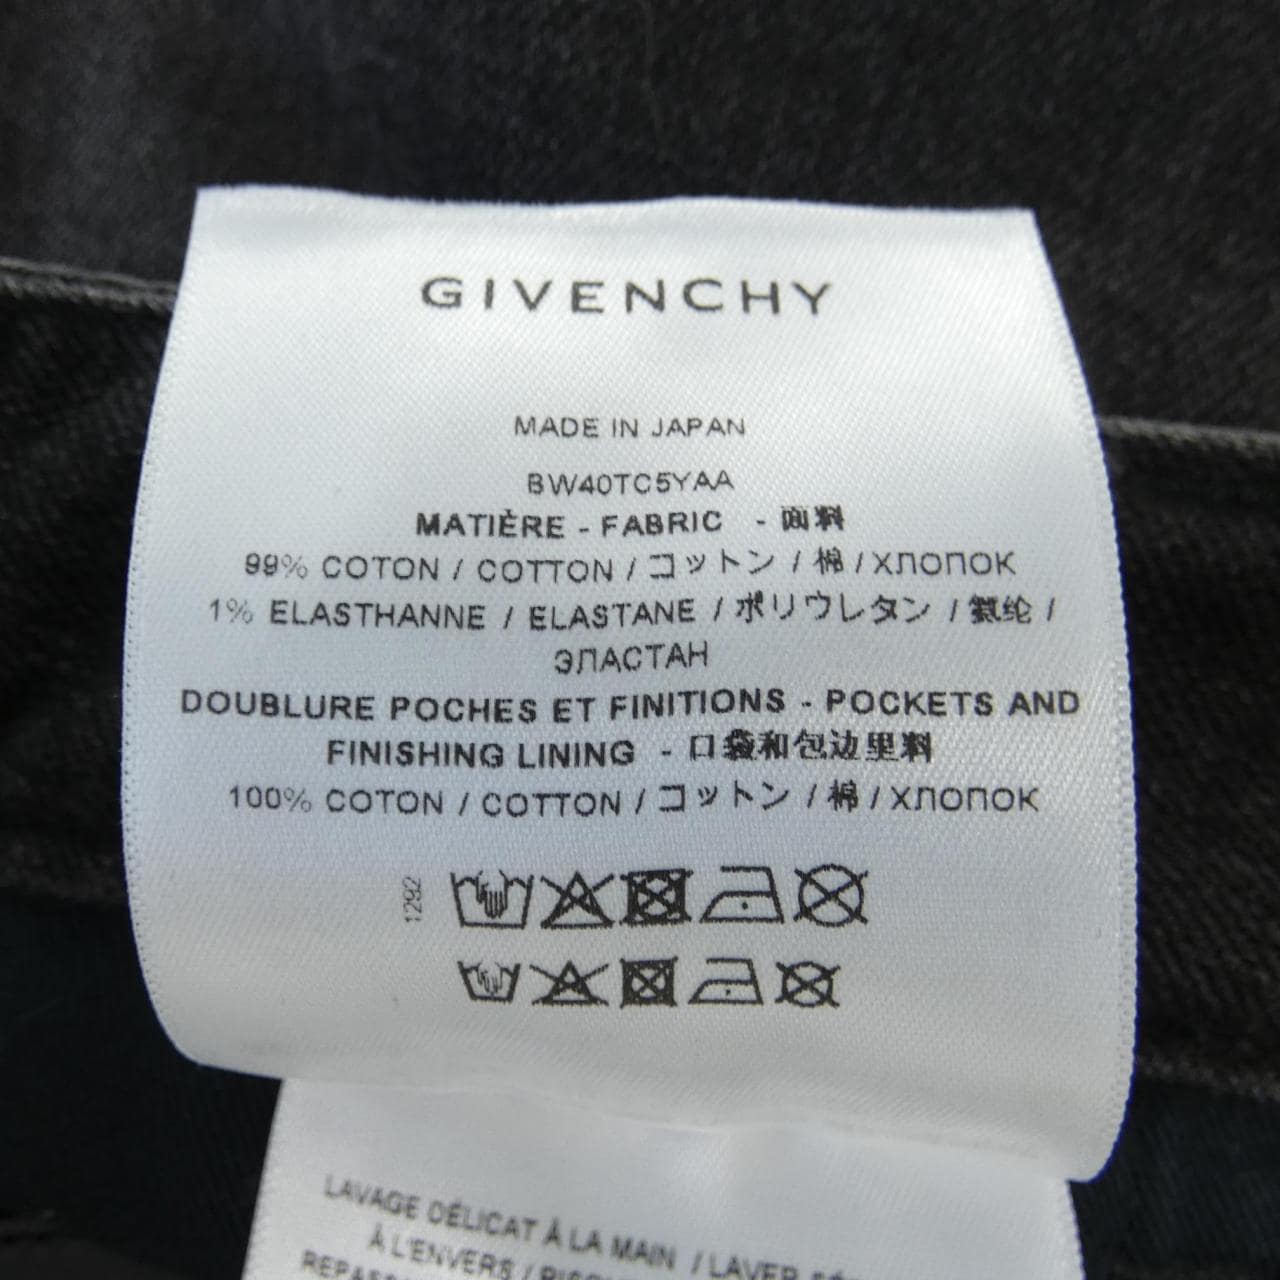 GIVENCHY
MADE IN JAPAN
BW40TC5YAA
MATIÈRE - FABRIC - 面料
99% COTON / COTTON / コットン / 棉 / ХЛОПОК
1% ELASTHANNE / ELASTANE / ポリウレタン / 氨纶 /
ЭЛАСТАН
DOUBLURE POCHES ET FINITIONS - POCKETS AND
FINISHING LINING - 口袋和包边里料
100% COTON / COTTON / コットン / 棉 / ХЛОПОК
1292
LAVAGE DÉLICAT À LA MAIN / LAVER
À L'ENVERS /